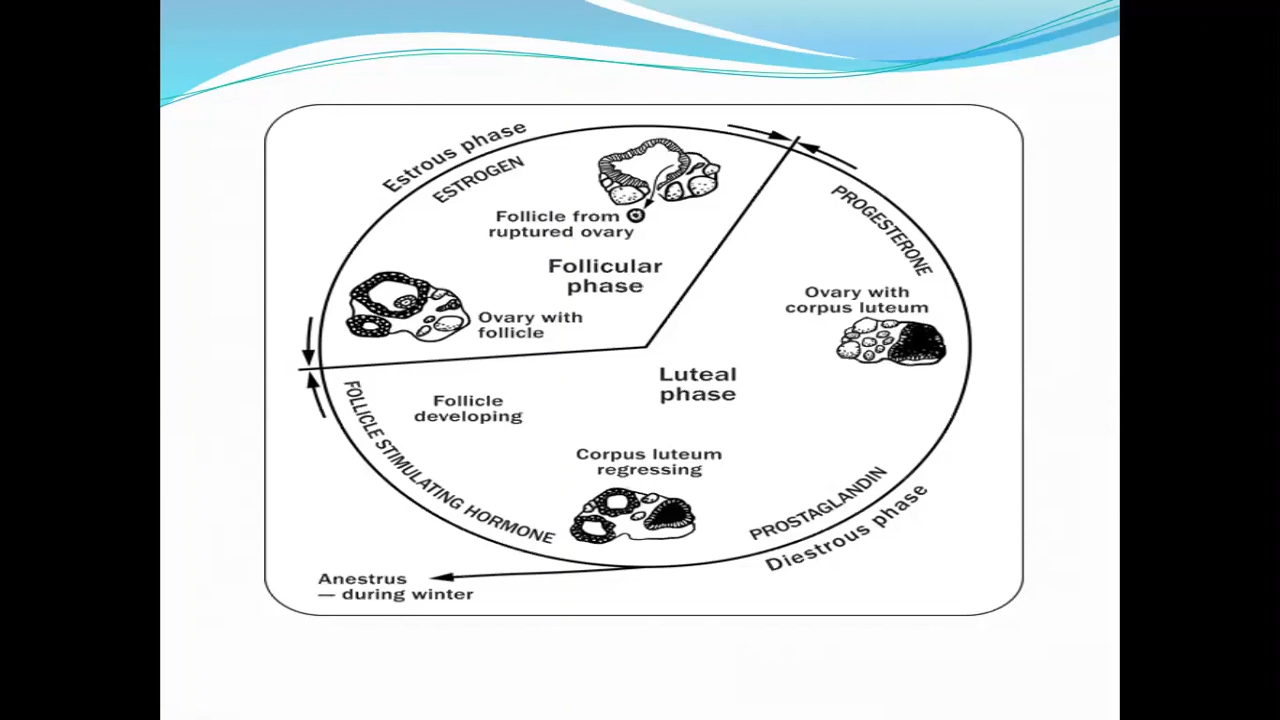 Estrous phase
ESTROGEN
Follicle from
ruptured ovary
Follicular
phase
Ovary with
follicle
PROGESTERONE
Ovary with
corpus luteum
Luteal
phase
Follicle
developing
FOLLICLE STIMULATING HORMONE
Corpus luteum
regressing
PROSTAGLANDIN
Diestrous phase
Anestrus
— during winter